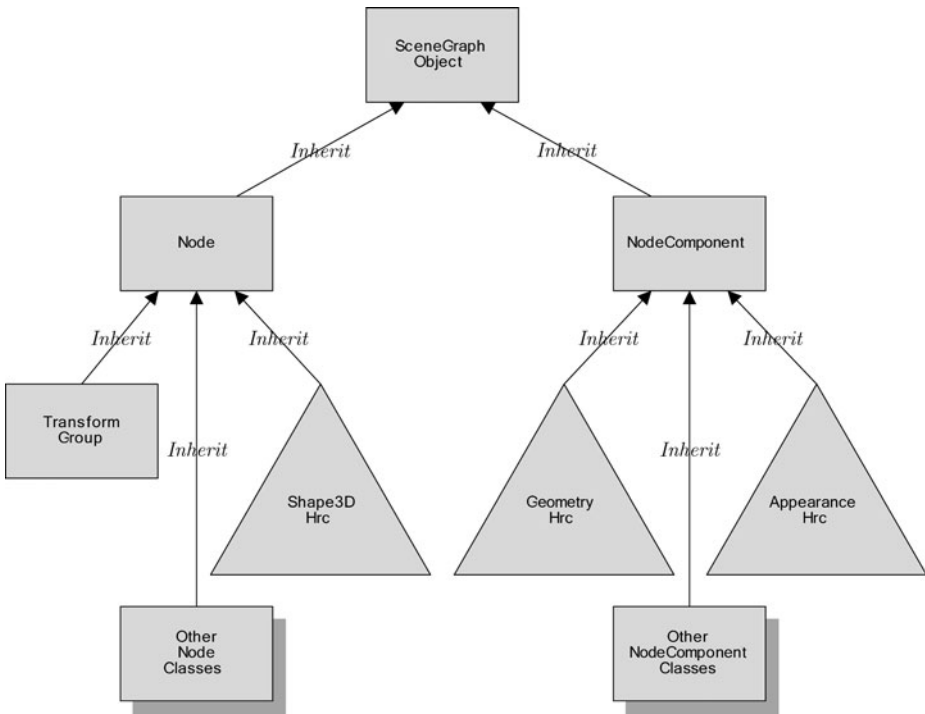 SceneGraph
Object
Inherit
Inherit
Node
NodeComponent
Inherit
Inherit
Inherit
Inherit
Transform
Group
Inherit
Inherit
Shape3D
Hrc
Geometry
Hrc
Appearance
Hrc
Other
Node
Classes
Other
NodeComponent
Classes